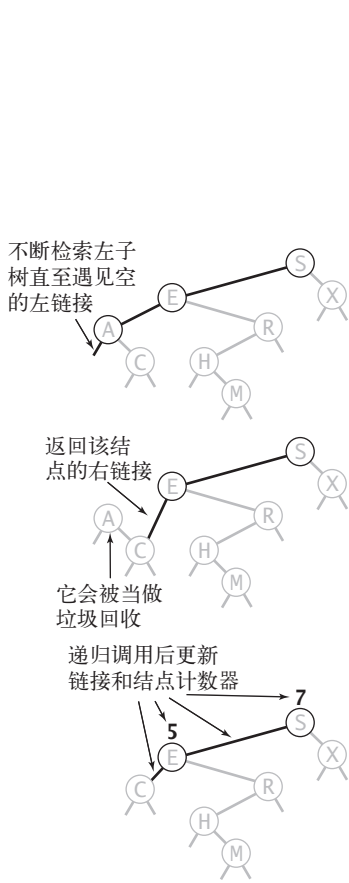 不断检索左子
树直至遇见空
的左链接
S
E
X
A
R
C
H
M
返回该结
点的右链接
S
E
X
A
R
C
H
M
它会被当做
垃圾回收
递归调用后更新
链接和结点计数器
7
5
S
E
X
C
R
H
M